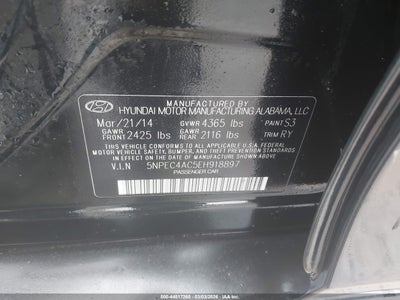 MANUFACTURED BY
HYUNDAI MOTOR MANUFACTURING ALABAMA, LLC
Mar/21/14 GVWR 4365 lbs PAINT S3
GAWR FRONT 2425 lbs GAWR REAR 2116 lbs TRIM RY
THIS VEHICLE CONFORMS TO ALL APPLICABLE U.S. FEDERAL
MOTOR VEHICLE SAFETY, BUMPER, AND THEFT PREVENTION
STANDARDS IN EFFECT ON THE DATE OF MANUFACTURE SHOWN ABOVE.
V.I.N 5NPEC4AC5EH918897
PASSENGER CAR